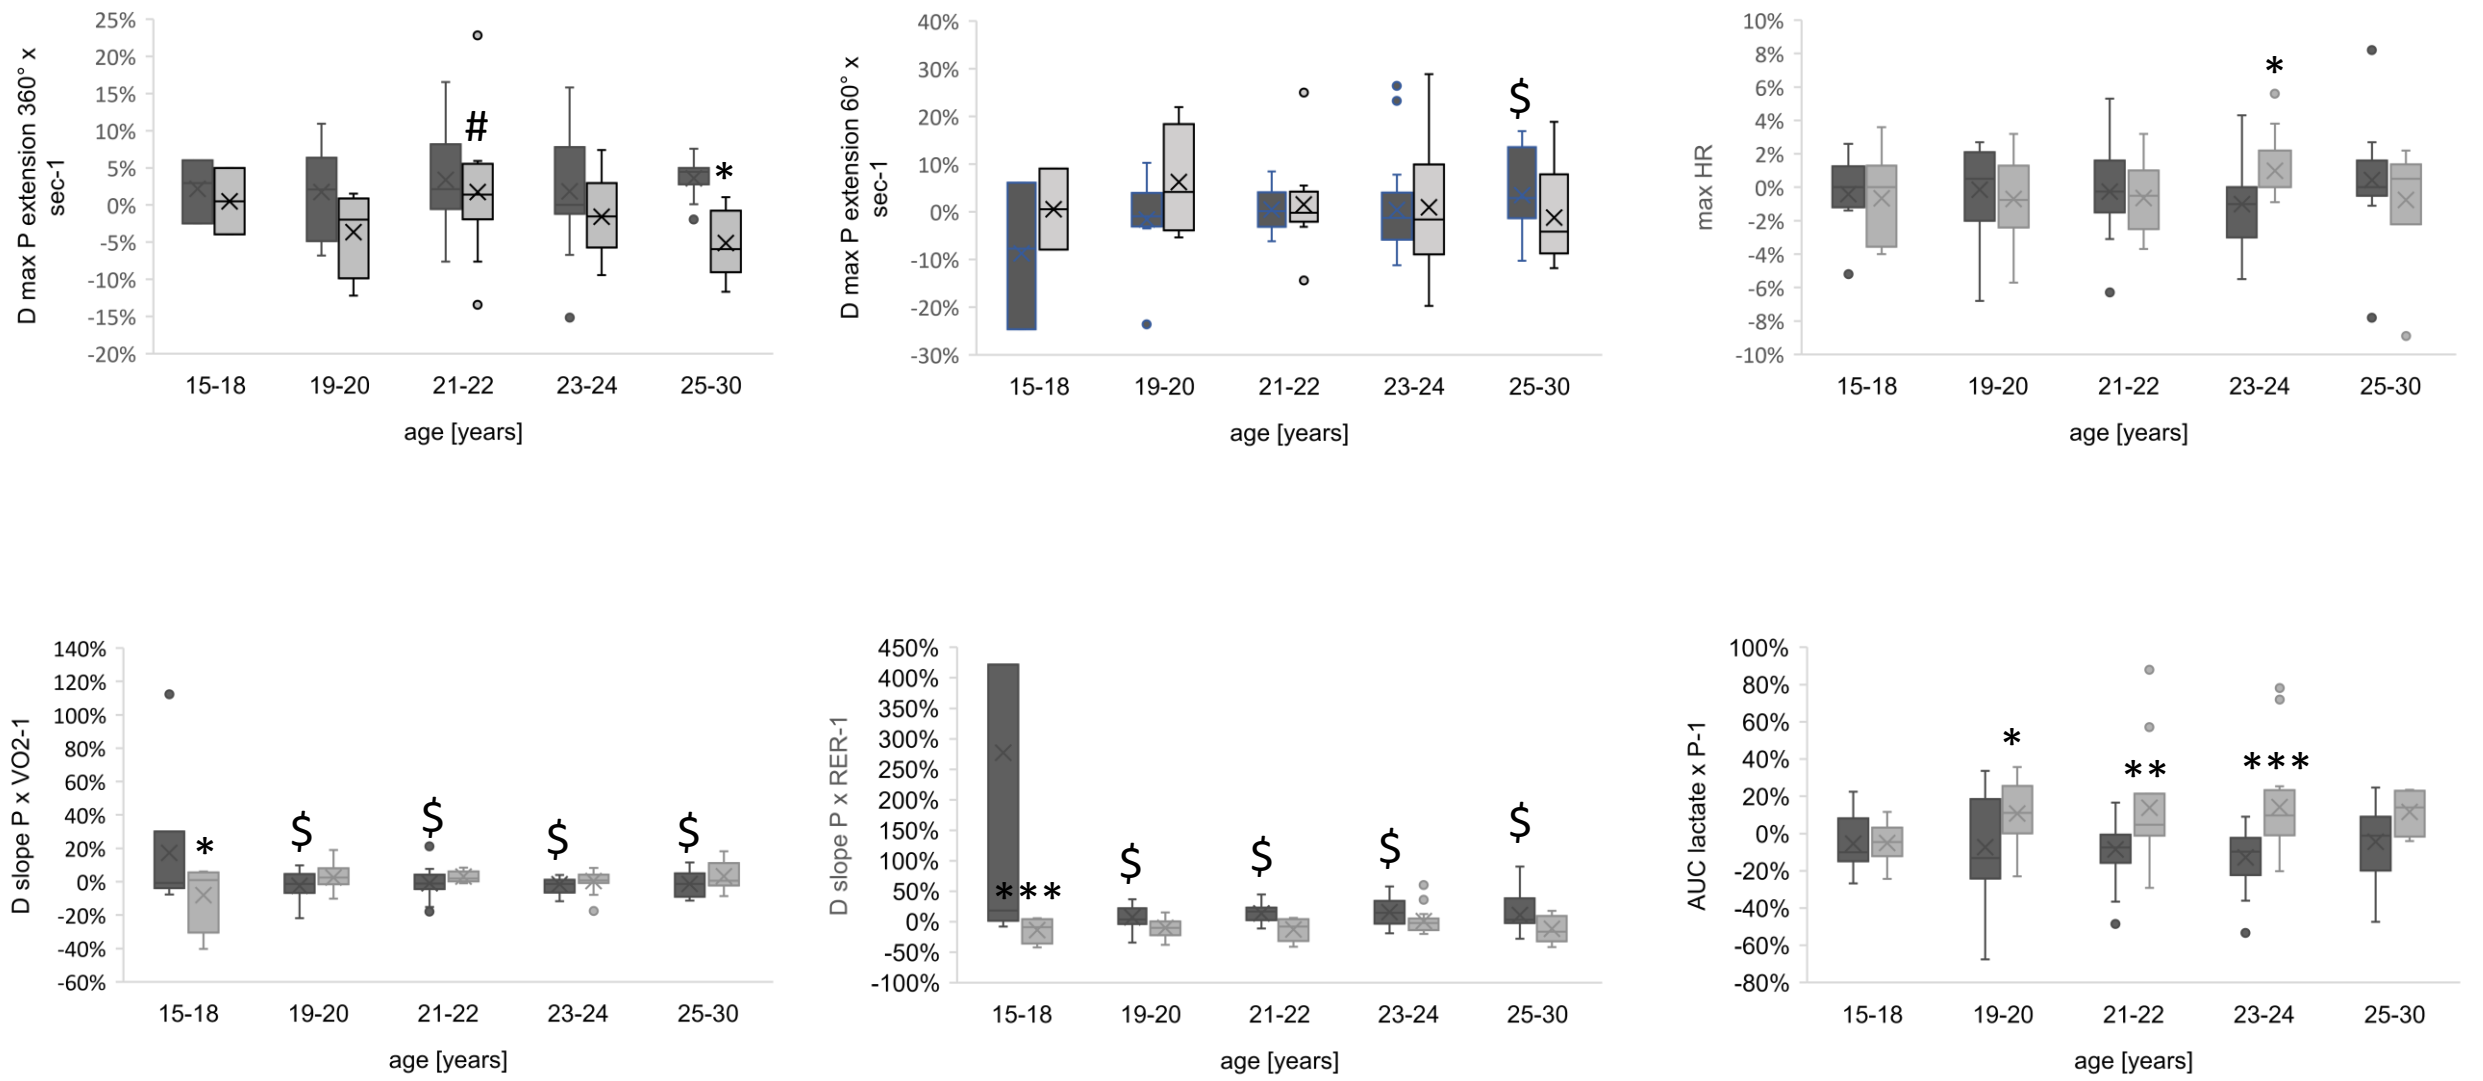 D max P extension 360° x
sec-1
25%
20%
15%
10%
5%
0%
-5%
-10%
-15%
-20%
#
*
15-18 19-20 21-22 23-24 25-30
age [years]
D max P extension 60° x
sec-1
40%
30%
20%
10%
0%
-10%
-20%
-30%
$
15-18 19-20 21-22 23-24 25-30
age [years]
max HR
10%
8%
6%
4%
2%
0%
-2%
-4%
-6%
-8%
-10%
*
15-18 19-20 21-22 23-24 25-30
age [years]
D slope P x VO2-1
140%
120%
100%
80%
60%
40%
20%
0%
-20%
-40%
-60%
* $ $ $ $
15-18 19-20 21-22 23-24 25-30
age [years]
D slope P x RER-1
450%
400%
350%
300%
250%
200%
150%
100%
50%
0%
-50%
-100%
*** $ $ $ $
15-18 19-20 21-22 23-24 25-30
age [years]
AUC lactate x P-1
100%
80%
60%
40%
20%
0%
-20%
-40%
-60%
-80%
* ** ***
15-18 19-20 21-22 23-24 25-30
age [years]